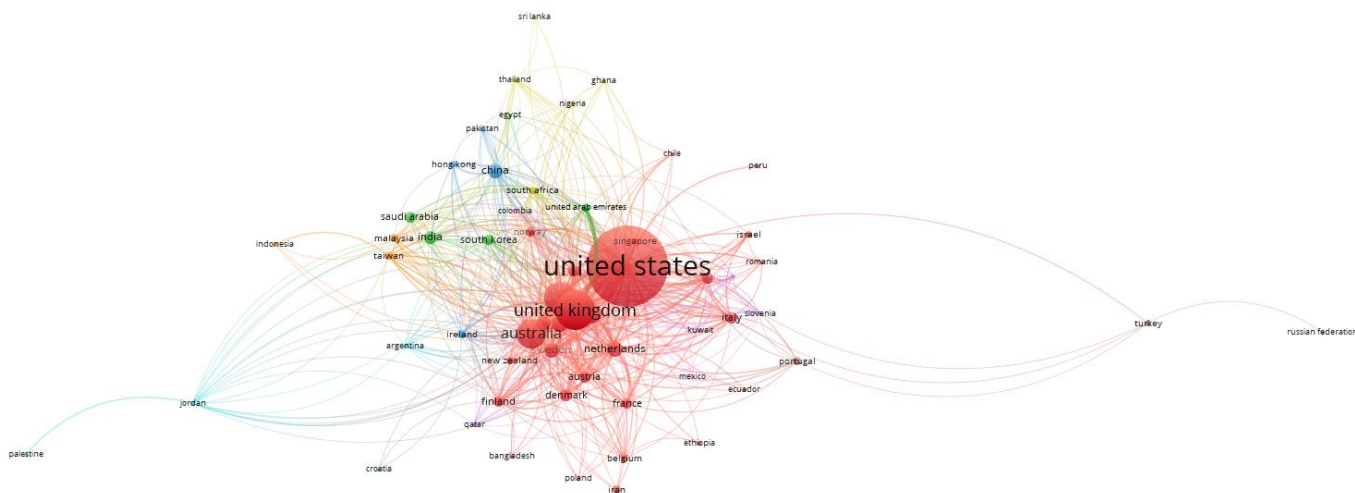 sri lanka
thailand
ghana
nigeria
egypt
pakistan
chile
hong kong
peru
china
south africa
colombia
united arab emirates
saudi arabia
norway
israel
india
malaysia
south korea
singapore
indonesia
taiwan
romania
united states
united kingdom
slovenia
italy
kuwait
turkey
russian federation
australia
ireland
argentina
sweden
netherlands
new zealand
portugal
austria
mexico
ecuador
denmark
jordan
finland
france
qatar
ethiopia
palestine
bangladesh
belgium
croatia
poland
iran